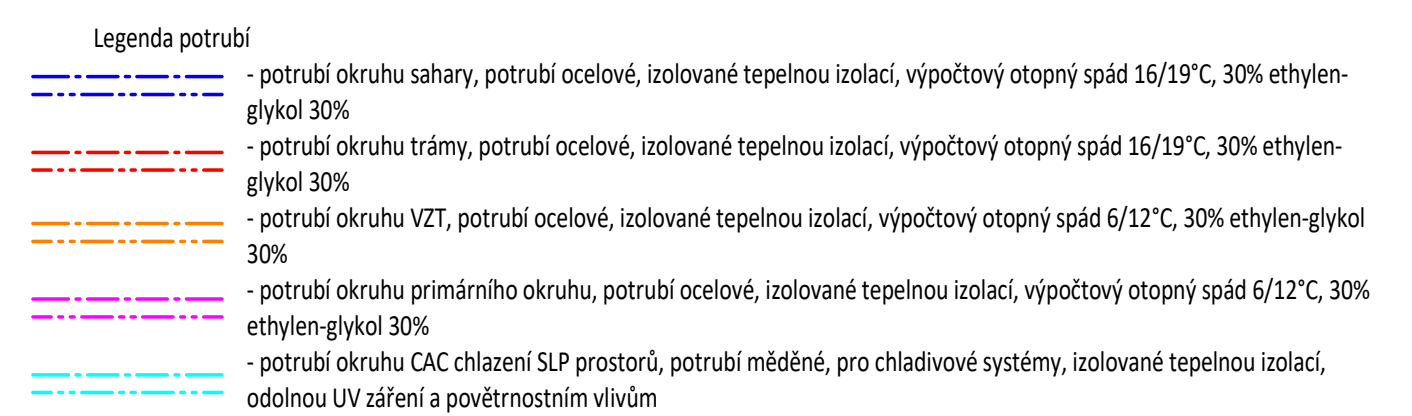 Legenda potrubí
- potrubí okruhu sahary, potrubí ocelové, izolované tepelnou izolací, výpočtový otopný spád 16/19°C, 30% ethylen-
glykol 30%
- potrubí okruhu trámy, potrubí ocelové, izolované tepelnou izolací, výpočtový otopný spád 16/19°C, 30% ethylen-
glykol 30%
- potrubí okruhu VZT, potrubí ocelové, izolované tepelnou izolací, výpočtový otopný spád 6/12°C, 30% ethylen-glykol
30%
- potrubí okruhu primárního okruhu, potrubí ocelové, izolované tepelnou izolací, výpočtový otopný spád 6/12°C, 30%
ethylen-glykol 30%
- potrubí okruhu CAC chlazení SLP prostorů, potrubí měděné, pro chladivové systémy, izolované tepelnou izolací,
odolnou UV záření a povětrnostním vlivům